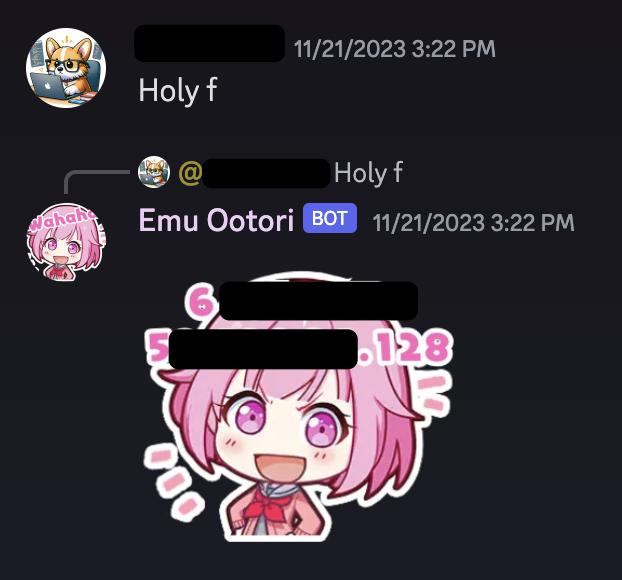 11/21/2023 3:22 PM
Holy f
@ Holy f
Wahaha
Emu Ootori BOT 11/21/2023 3:22 PM
6
5 .128